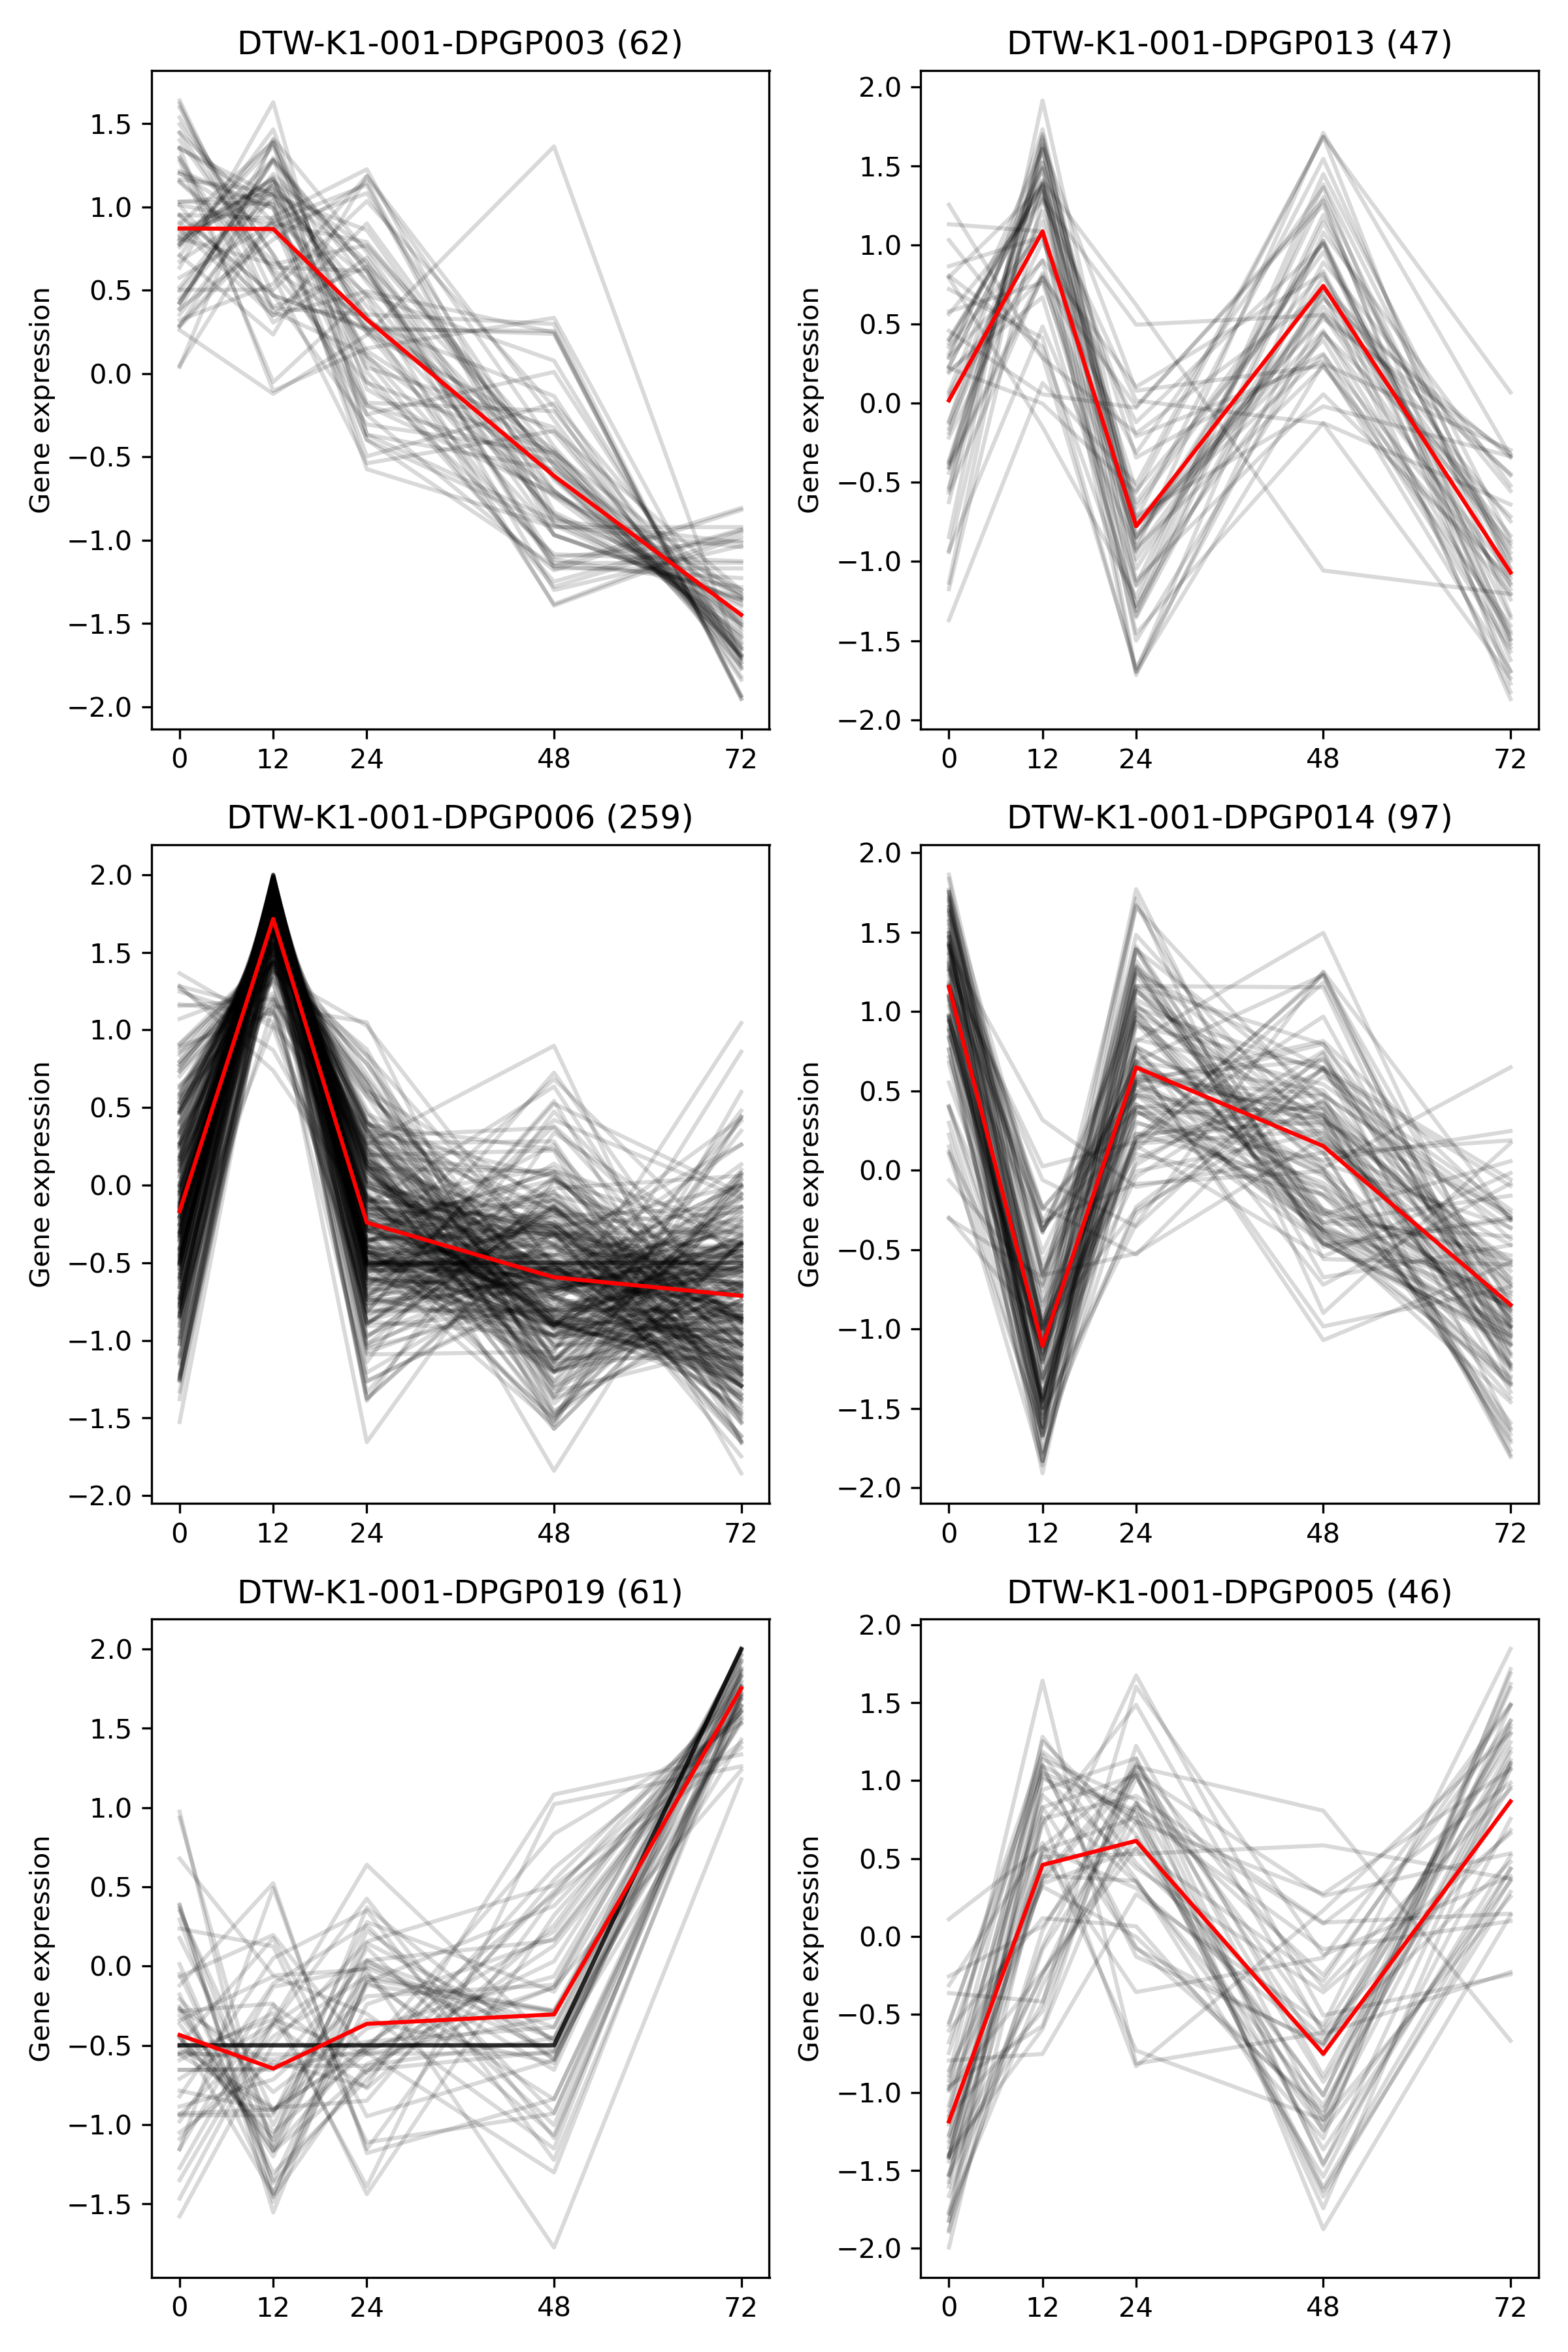 DTW-K1-001-DPGP003 (62)
Gene expression
1.5
1.0
0.5
0.0
−0.5
−1.0
−1.5
−2.0
0 12 24 48 72
DTW-K1-001-DPGP013 (47)
Gene expression
2.0
1.5
1.0
0.5
0.0
−0.5
−1.0
−1.5
−2.0
0 12 24 48 72
DTW-K1-001-DPGP006 (259)
Gene expression
2.0
1.5
1.0
0.5
0.0
−0.5
−1.0
−1.5
−2.0
0 12 24 48 72
DTW-K1-001-DPGP014 (97)
Gene expression
2.0
1.5
1.0
0.5
0.0
−0.5
−1.0
−1.5
−2.0
0 12 24 48 72
DTW-K1-001-DPGP019 (61)
Gene expression
2.0
1.5
1.0
0.5
0.0
−0.5
−1.0
−1.5
0 12 24 48 72
DTW-K1-001-DPGP005 (46)
Gene expression
2.0
1.5
1.0
0.5
0.0
−0.5
−1.0
−1.5
−2.0
0 12 24 48 72